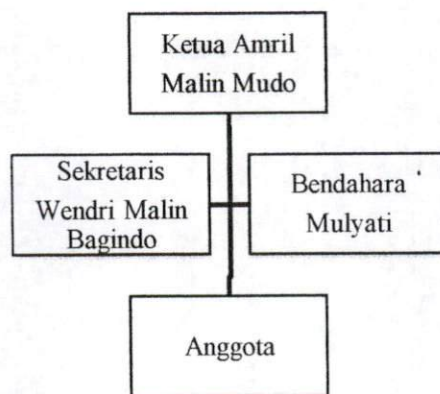 Ketua Amril
Malin Mudo
Sekretaris
Wendri Malin
Bagindo
Bendahara
Mulyati
Anggota